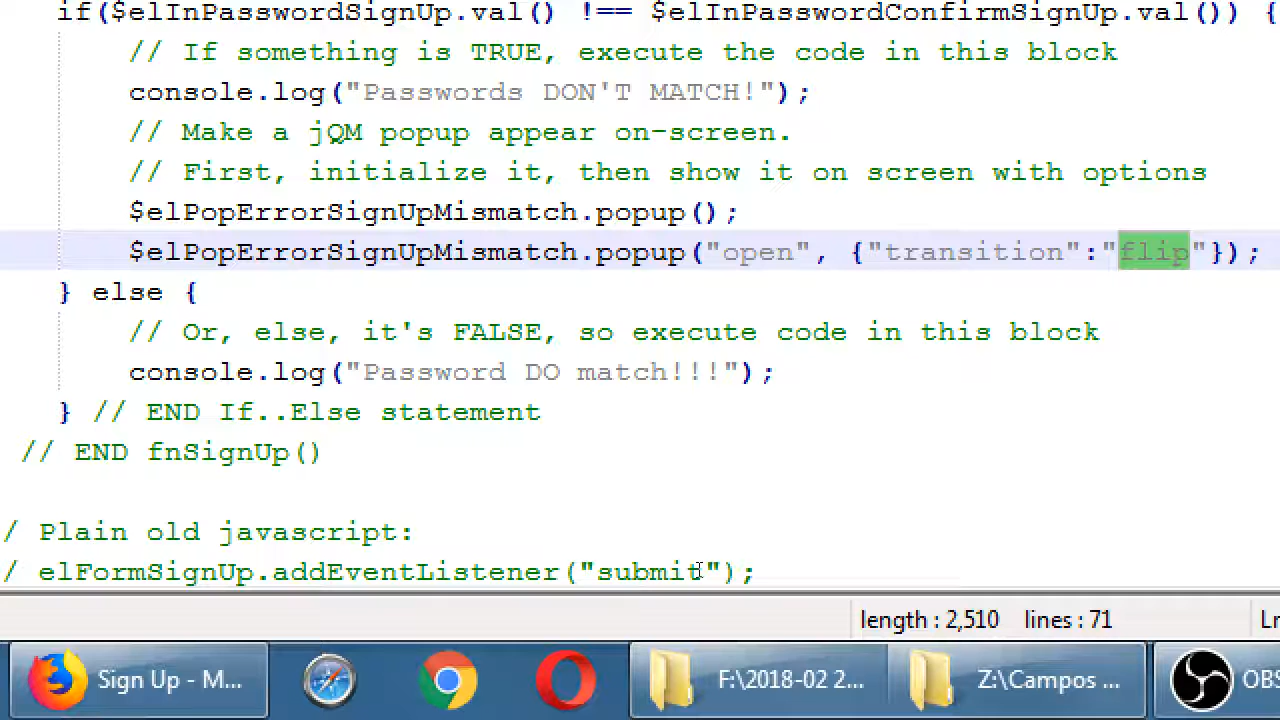 if($elInPasswordSignUp.val() !== $elInPasswordConfirmSignUp.val()) {
// If something is TRUE, execute the code in this block
console.log("Passwords DON'T MATCH!");
// Make a jQM popup appear on-screen.
// First, initialize it, then show it on screen with options
$elPopErrorSignUpMismatch.popup();
$elPopErrorSignUpMismatch.popup("open", {"transition":"flip"});
} else {
// Or, else, it's FALSE, so execute code in this block
console.log("Password DO match!!!");
} // END If..Else statement
// END fnSignUp()
/ Plain old javascript:
/ elFormSignUp.addEventListener("submit");
length : 2,510 lines : 71 Ln
Sign Up - M... F:\2018-02 2... Z:\Campos ... OBS